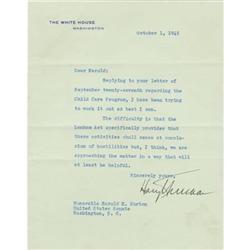 THE WHITE HOUSE
WASHINGTON
October 1, 1945
Dear Harold:
Replying to your letter of
September twenty-seventh regarding the
Child Care Program, I have been trying
to work it out as best I can.
The difficulty is that the
Lanham Act specifically provides that
these activities shall cease at conclu-
sion of hostilities but, I think, we are
approaching the matter in a way that will
at least be helpful.
Sincerely yours,
Harry Truman
Honorable Harold H. Burton
United States Senate
Washington, D. C.